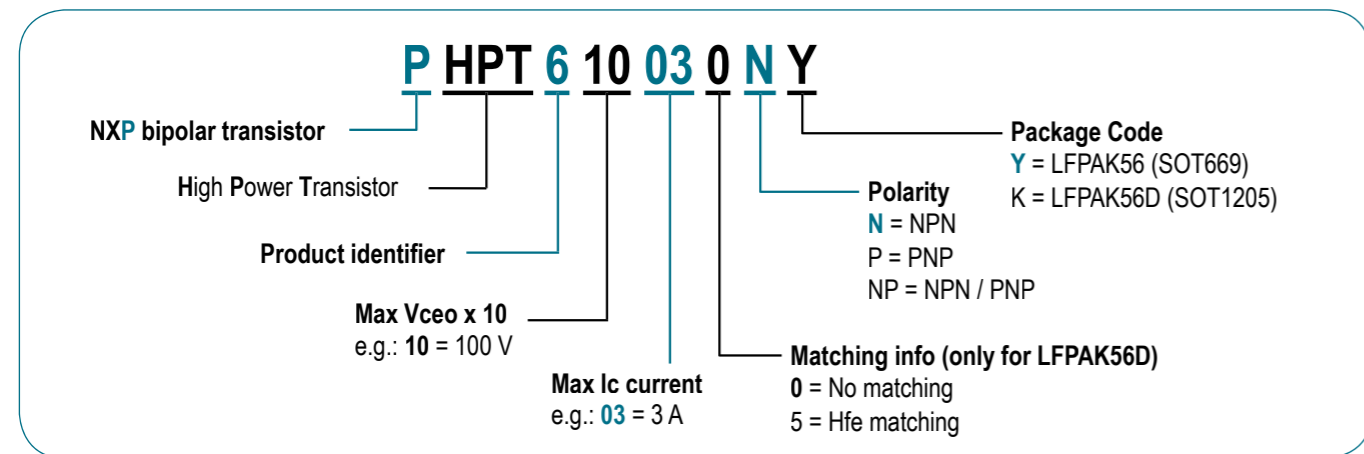 P HPT 6 10 03 0 N Y
NXP bipolar transistor
High Power Transistor
Product identifier
Max Vceo x 10
e.g.: 10 = 100 V
Max Ic current
e.g.: 03 = 3 A
Matching info (only for LFPAK56D)
0 = No matching
5 = Hfe matching
Polarity
N = NPN
P = PNP
NP = NPN / PNP
Package Code
Y = LFPAK56 (SOT669)
K = LFPAK56D (SOT1205)